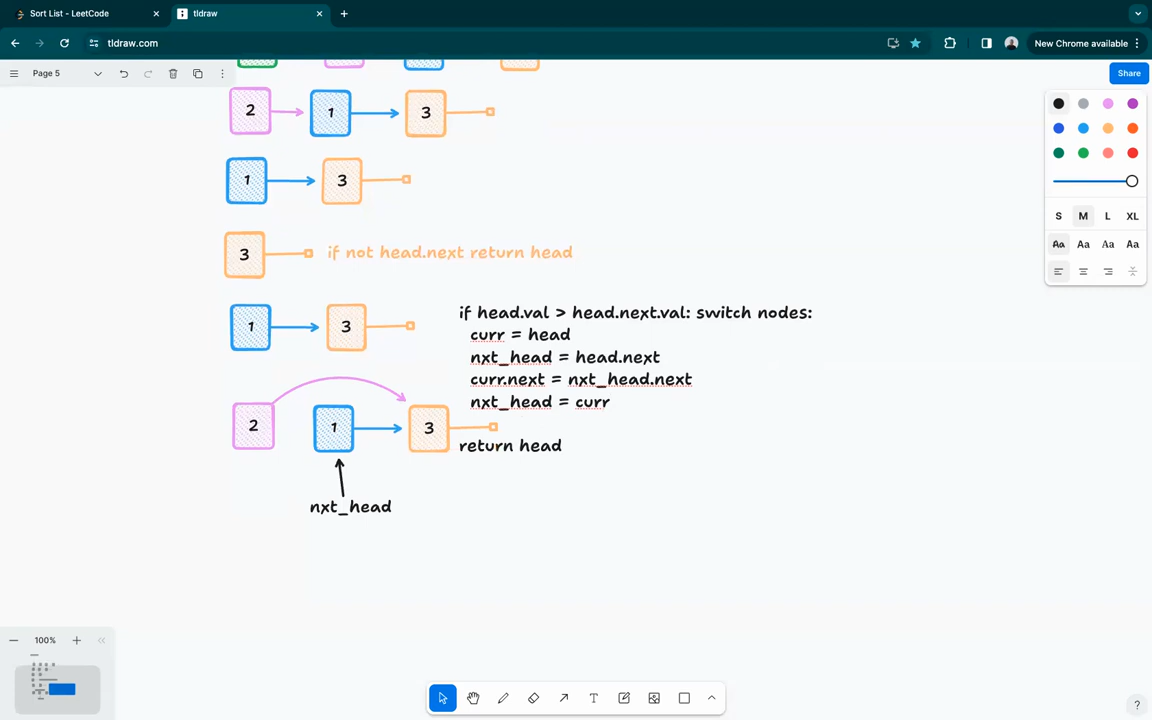 Sort List - LeetCode
tldraw
tldraw.com
New Chrome available
Page 5
Share
2 1 3
1 3
3 if not head.next return head
1 3
if head.val > head.next.val: switch nodes:
curr = head
nxt_head = head.next
curr.next = nxt_head.next
nxt_head = curr
2 1 3
return head
nxt_head
S M L XL
Aa Aa Aa Aa
100%
T
?